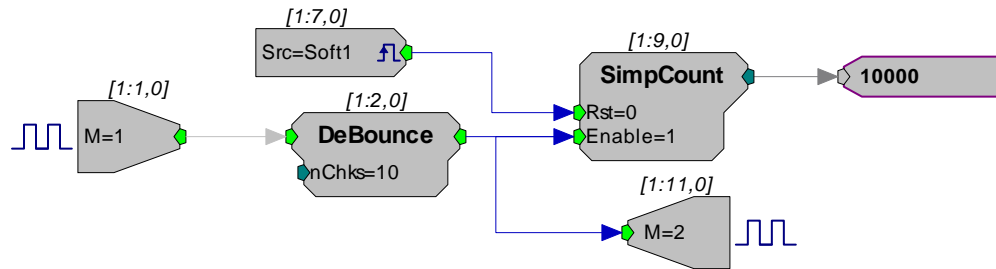 [1:7,0]
Src=Soft1
[1:9,0]
SimpCount
Rst=0
Enable=1
10000
[1:1,0]
M=1
[1:2,0]
DeBounce
nChks=10
[1:11,0]
M=2